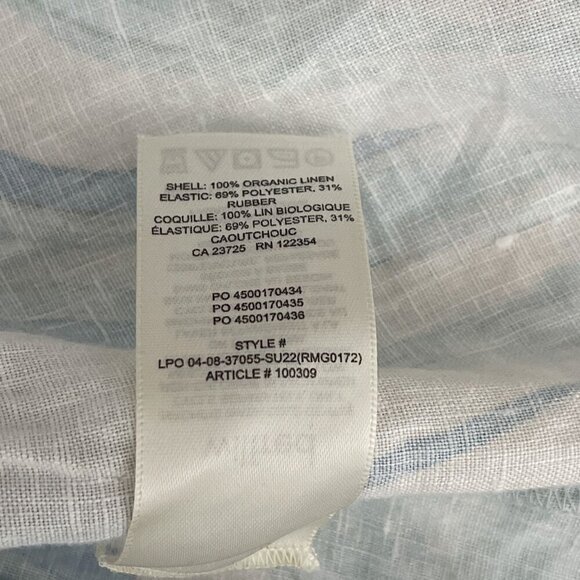 SHELL: 100% ORGANIC LINEN
ELASTIC: 69% POLYESTER, 31%
RUBBER
COQUILLE: 100% LIN BIOLOGIQUE
ÉLASTIQUE: 69% POLYESTER, 31%
CAOUTCHOUC
CA 23725 RN 122354
PO 4500170434
PO 4500170435
PO 4500170436
STYLE #
LPO 04-08-37055-SU22(RMG0172)
ARTICLE # 100309